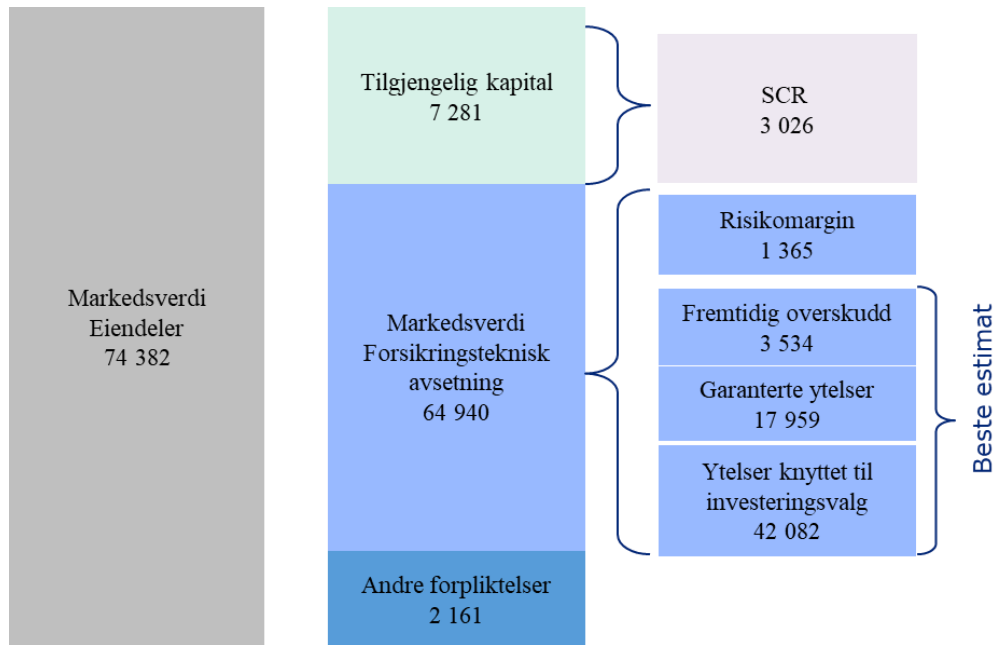 Markedsverdi
Eiendeler
74 382
Tilgjengelig kapital
7 281
Markedsverdi
Forsikringsteknisk
avsetning
64 940
Andre forpliktelser
2 161
SCR
3 026
Risikomargin
1 365
Fremtidig overskudd
3 534
Garanterte ytelser
17 959
Ytelser knyttet til
investeringsvalg
42 082
Beste estimat